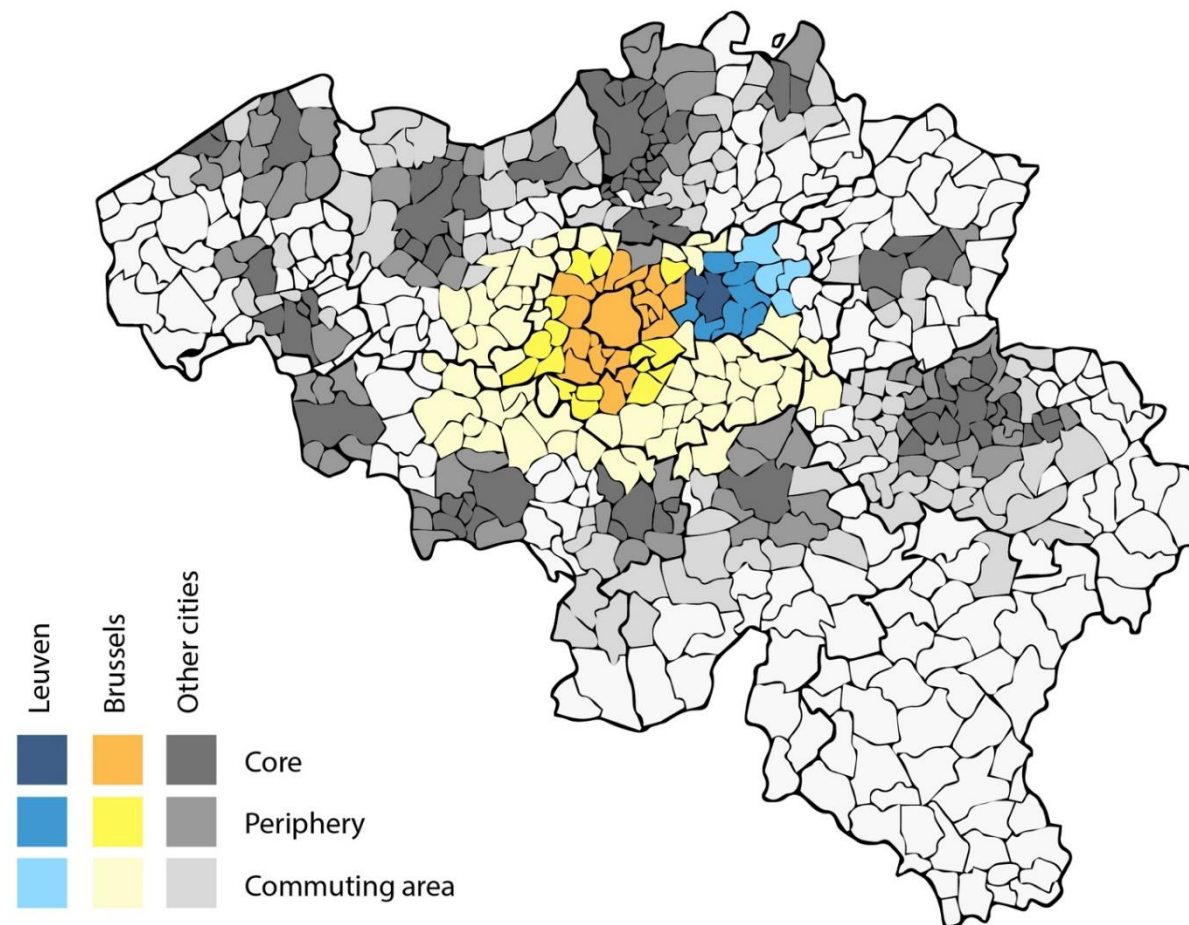 Leuven
Brussels
Other cities
Core
Periphery
Commuting area